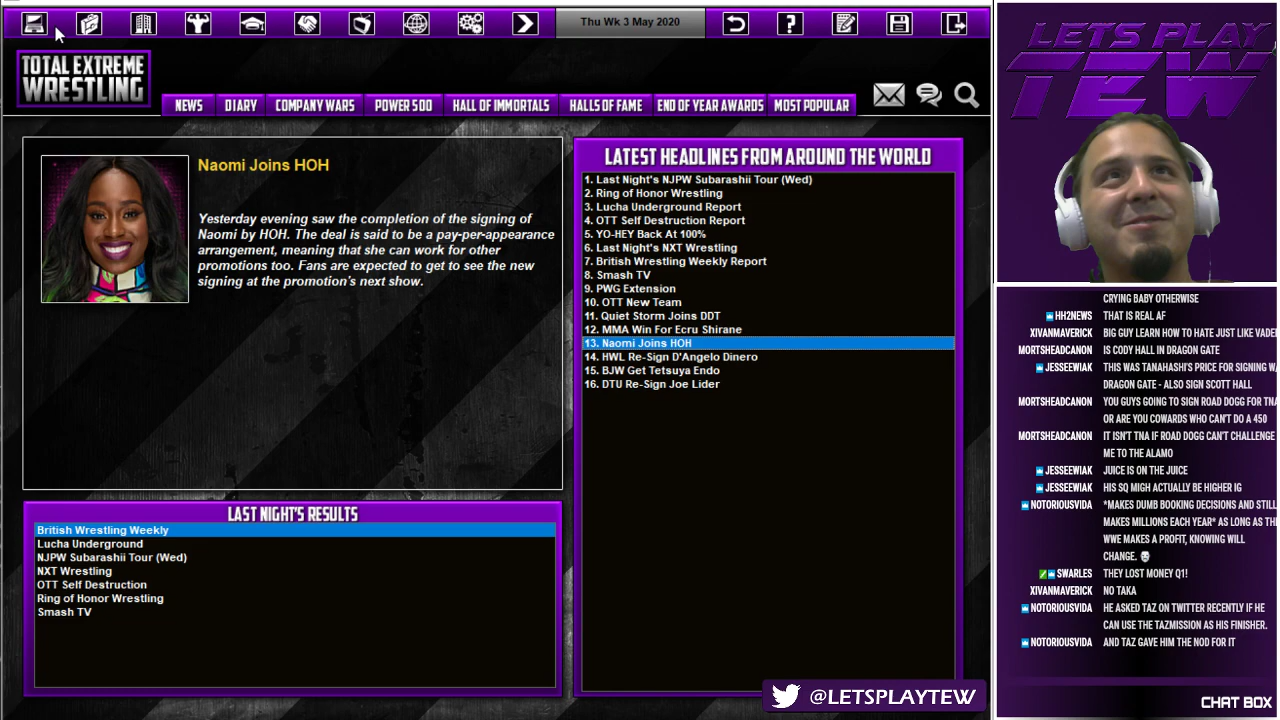 Thu Wk 3 May 2020
LETS PLAY
TEW
TOTAL EXTREME
WRESTLING
NEWS
DIARY
COMPANY WARS
POWER 500
HALL OF IMMORTALS
HALLS OF FAME
END OF YEAR AWARDS
MOST POPULAR
Naomi Joins HOH
Yesterday evening saw the completion of the signing of
Naomi by HOH. The deal is said to be a pay-per-appearance
arrangement, meaning that she can work for other
promotions too. Fans are expected to get to see the new
signing at the promotion's next show.
LATEST HEADLINES FROM AROUND THE WORLD
1. Last Night's NJPW Subarashii Tour (Wed)
2. Ring of Honor Wrestling
3. Lucha Underground Report
4. OTT Self Destruction Report
5. YO-HEY Back At 100%
6. Last Night's NXT Wrestling
7. British Wrestling Weekly Report
8. Smash TV
9. PWG Extension
10. OTT New Team
11. Quiet Storm Joins DDT
12. MMA Win For Ecru Shirane
13. Naomi Joins HOH
14. HWL Re-Sign D'Angelo Dinero
15. BJW Get Tetsuya Endo
16. DTU Re-Sign Joe Lider
LAST NIGHT'S RESULTS
British Wrestling Weekly
Lucha Underground
NJPW Subarashii Tour (Wed)
NXT Wrestling
OTT Self Destruction
Ring of Honor Wrestling
Smash TV
@LETSPLAYTEW
CRYING BABY OTHERWISE
HH2NEWS THAT IS REAL AF
XIVANMAVERICK BIG GUY LEARN HOW TO HATE JUST LIKE VADE
MORTSHEADCANON IS CODY HALL IN DRAGON GATE
JESSEEWIAK THIS WAS TANAHASHI'S PRICE FOR SIGNING W/
DRAGON GATE - ALSO SIGN SCOTT HALL
MORTSHEADCANON YOU GUYS GOING TO SIGN ROAD DOGG FOR TNA
OR ARE YOU COWARDS WHO CAN'T DO A 450
MORTSHEADCANON IT ISN'T TNA IF ROAD DOGG CAN'T CHALLENGE
ME TO THE ALAMO
JESSEEWIAK JUICE IS ON THE JUICE
JESSEEWIAK HIS SQ MIGH ACTUALLY BE HIGHER IG
NOTORIOUSVIDA *MAKES DUMB BOOKING DECISIONS AND STILL
MAKES MILLIONS EACH YEAR* AS LONG AS THE
WWE MAKES A PROFIT, KNOWING WILL
CHANGE.
SWARLES THEY LOST MONEY Q1!
XIVANMAVERICK NO TAKA
NOTORIOUSVIDA HE ASKED TAZ ON TWITTER RECENTLY IF HE
CAN USE THE TAZMISSION AS HIS FINISHER.
NOTORIOUSVIDA AND TAZ GAVE HIM THE NOD FOR IT
CHAT BOX